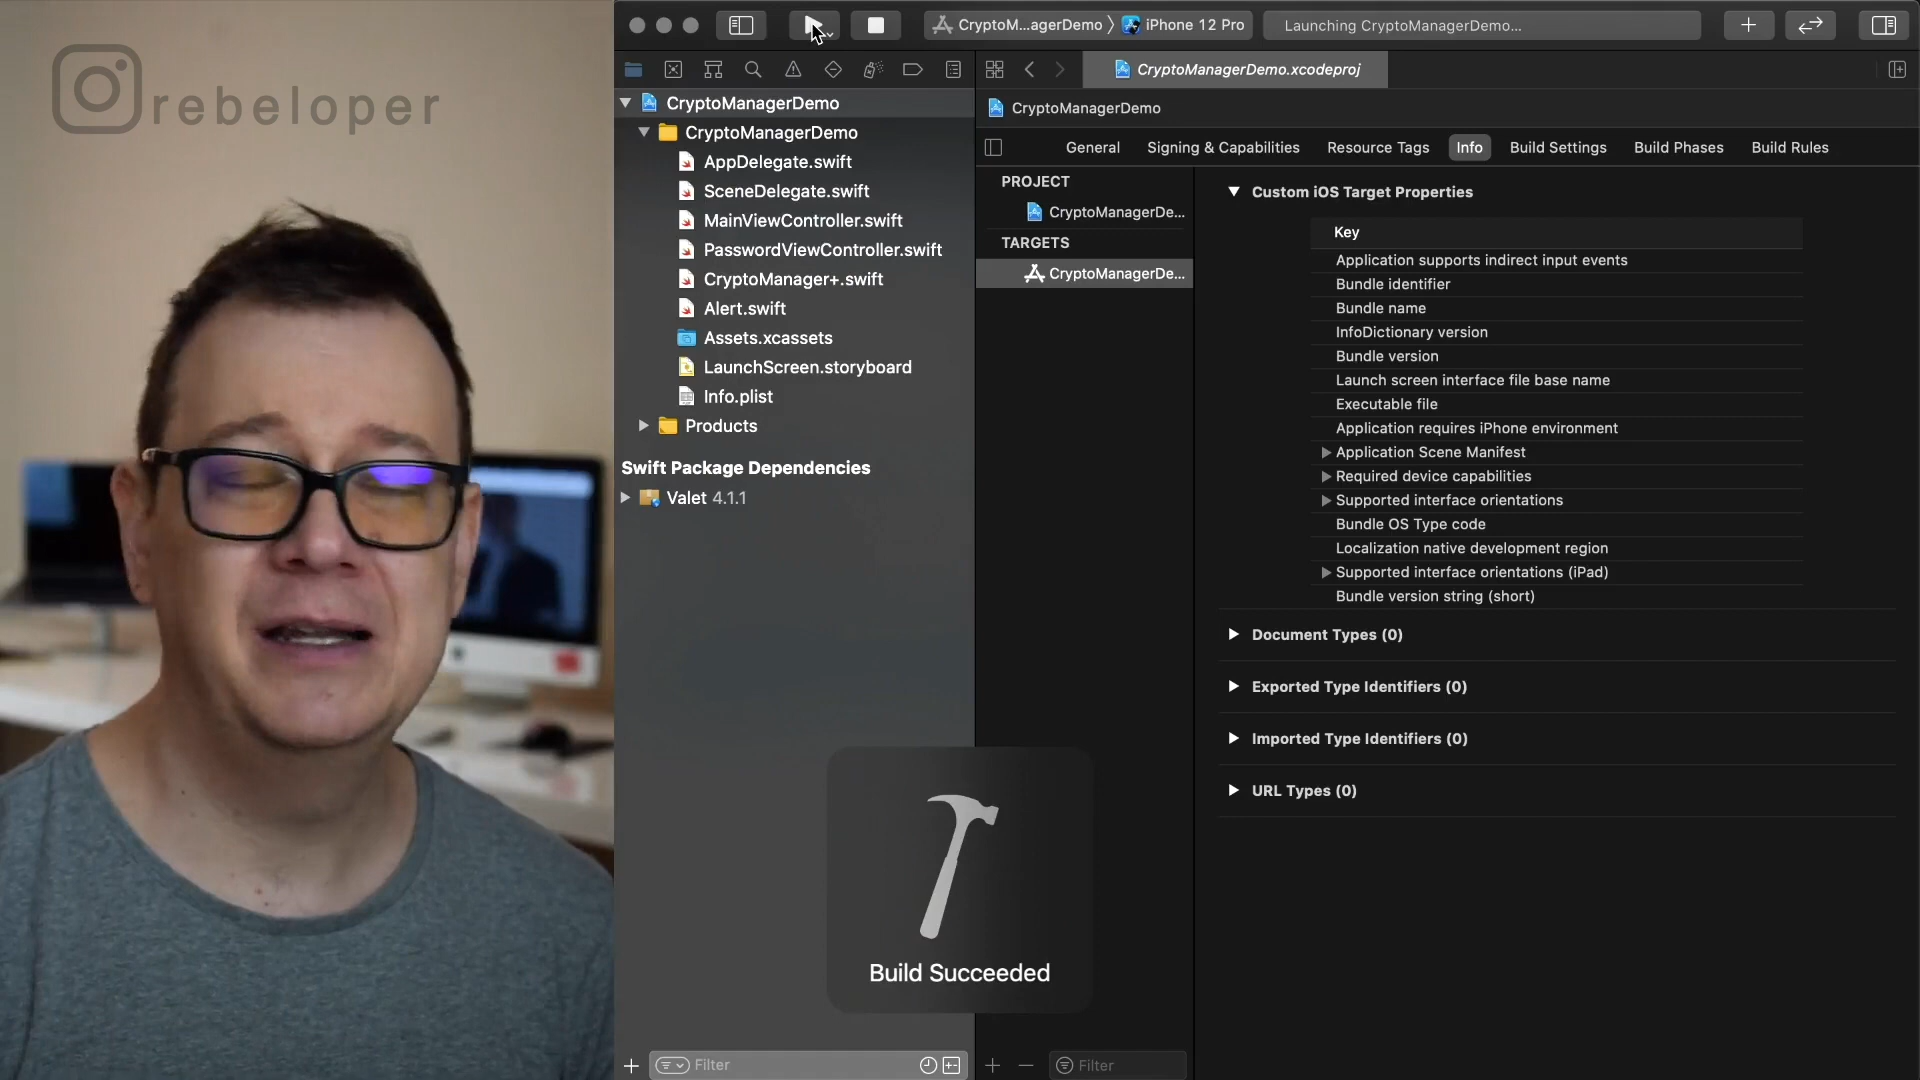 rebeloper
CryptoM...agerDemo
iPhone 12 Pro
Launching CryptoManagerDemo...
CryptoManagerDemo.xcodeproj
CryptoManagerDemo
CryptoManagerDemo
AppDelegate.swift
SceneDelegate.swift
MainViewController.swift
PasswordViewController.swift
CryptoManager+.swift
Alert.swift
Assets.xcassets
LaunchScreen.storyboard
Info.plist
Products
Swift Package Dependencies
Valet 4.1.1
Filter
CryptoManagerDemo
General Signing & Capabilities Resource Tags Info Build Settings Build Phases Build Rules
PROJECT
CryptoManagerDe...
TARGETS
CryptoManagerDe...
Filter
Custom iOS Target Properties
Key
Application supports indirect input events
Bundle identifier
Bundle name
InfoDictionary version
Bundle version
Launch screen interface file base name
Executable file
Application requires iPhone environment
Application Scene Manifest
Required device capabilities
Supported interface orientations
Bundle OS Type code
Localization native development region
Supported interface orientations (iPad)
Bundle version string (short)
Document Types (0)
Exported Type Identifiers (0)
Imported Type Identifiers (0)
URL Types (0)
Build Succeeded